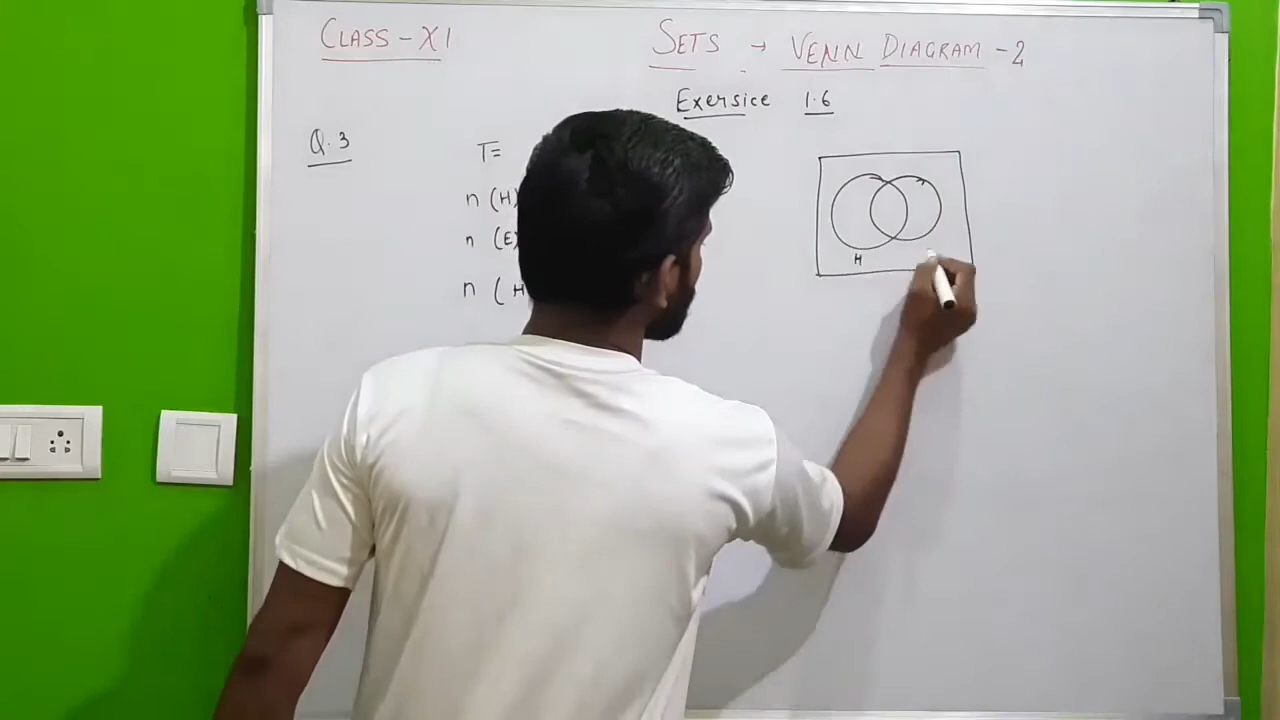 CLASS - XI
SETS → VENN DIAGRAM - 2
Exersice 1.6
Q.3
T=
n (H)
n (E)
n ( H
H